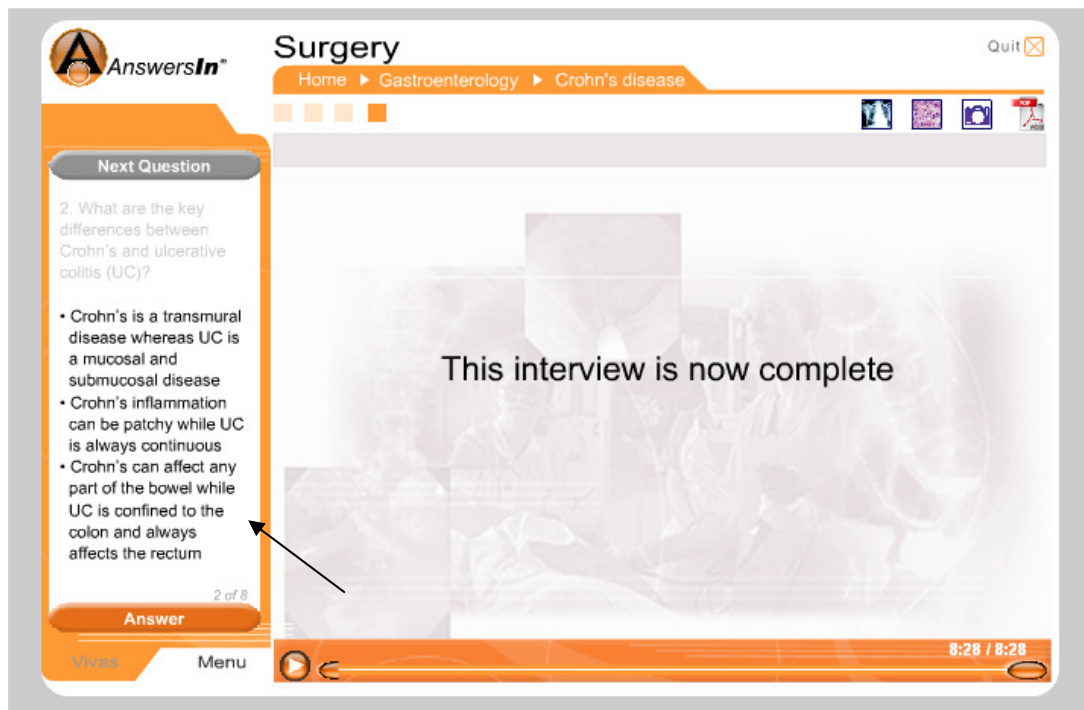 AnswersIn®
Surgery
Quit
Home ▶ Gastroenterology ▶ Crohn's disease
Next Question
2. What are the key
differences between
Crohn's and ulcerative
colitis (UC)?
• Crohn's is a transmural
disease whereas UC is
a mucosal and
submucosal disease
• Crohn's inflammation
can be patchy while UC
is always continuous
• Crohn's can affect any
part of the bowel while
UC is confined to the
colon and always
affects the rectum
2 of 8
Answer
Vivas
Menu
This interview is now complete
8:28 / 8:28